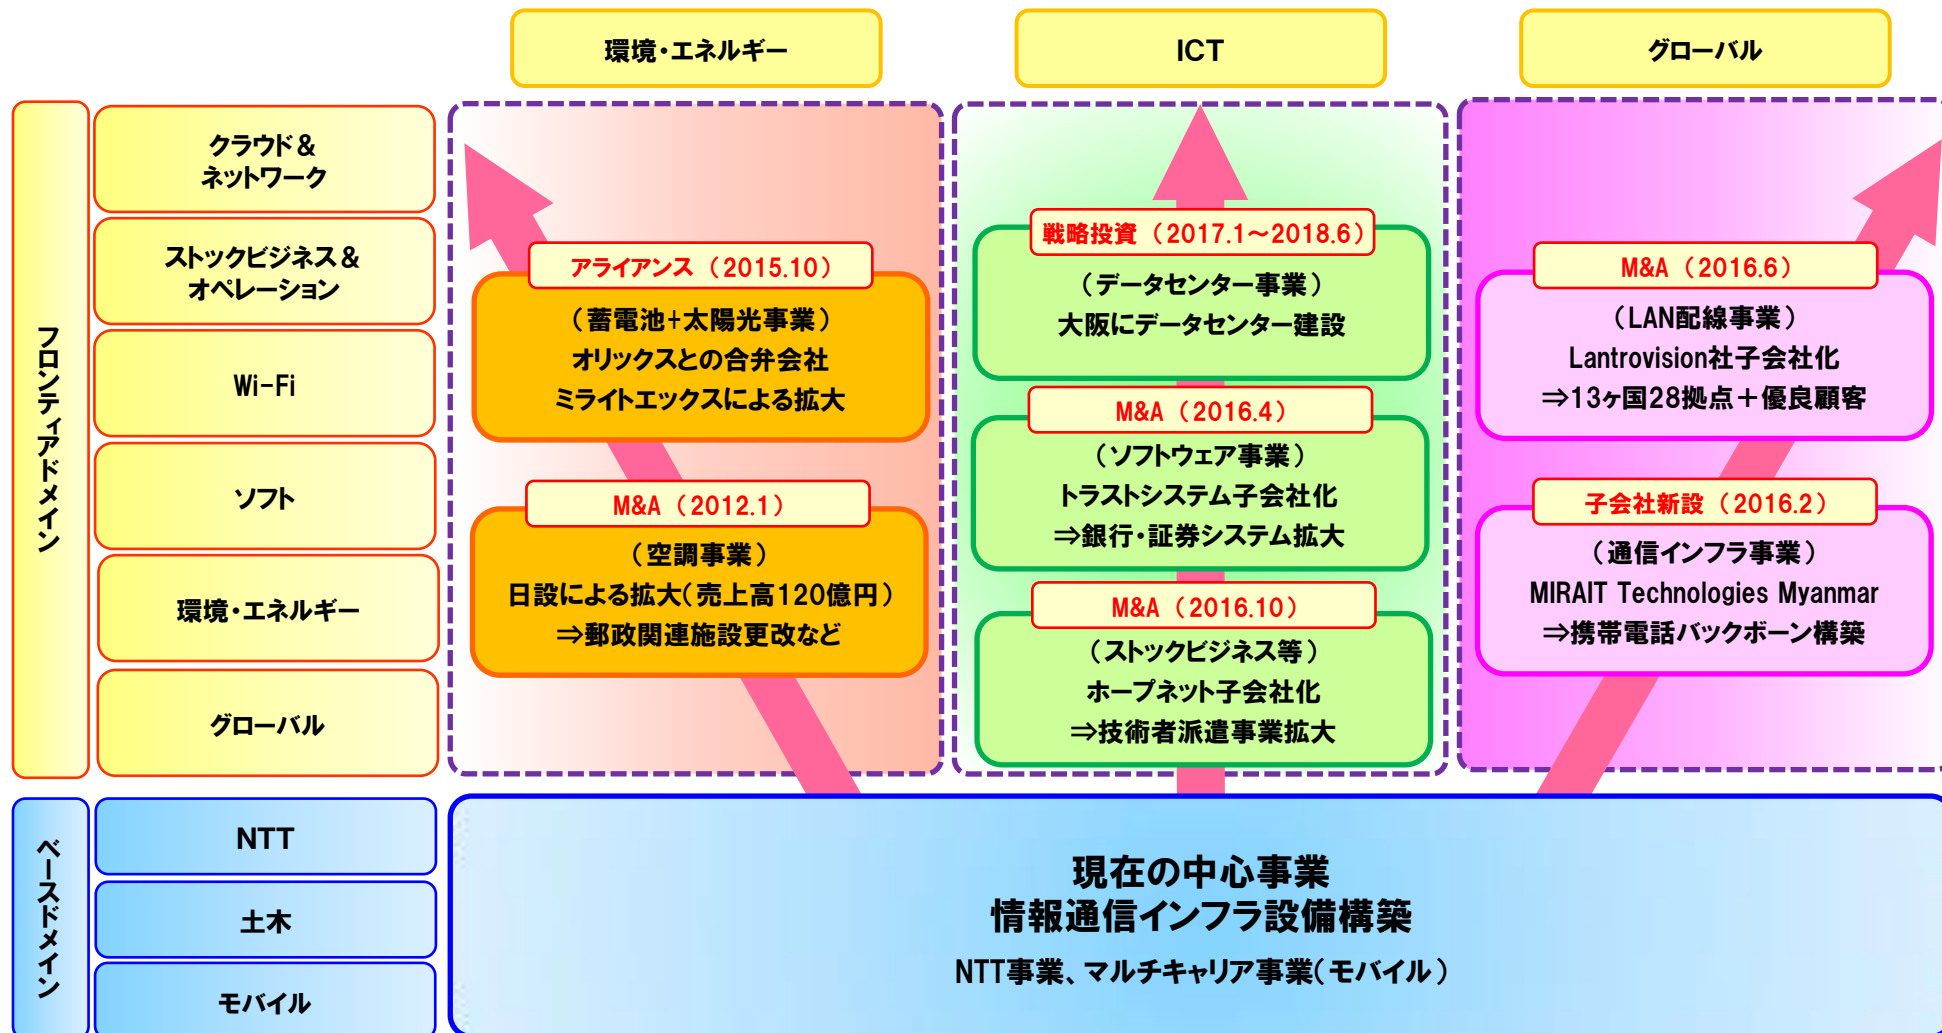 環境・エネルギー
ICT
グローバル
フロンティアドメイン
クラウド＆
ネットワーク
ストックビジネス＆
オペレーション
Wi-Fi
ソフト
環境・エネルギー
グローバル
アライアンス（2015.10）
（蓄電池+太陽光事業）
オリックスとの合弁会社
ミライトエックスによる拡大
M&A（2012.1）
（空調事業）
日設による拡大(売上高120億円)
⇒郵政関連施設更改など
戦略投資（2017.1～2018.6）
（データセンター事業）
大阪にデータセンター建設
M&A（2016.4）
（ソフトウェア事業）
トラストシステム子会社化
⇒銀行・証券システム拡大
M&A（2016.10）
（ストックビジネス等）
ホープネット子会社化
⇒技術者派遣事業拡大
M&A（2016.6）
（LAN配線事業）
Lantrovision社子会社化
⇒13ヶ国28拠点＋優良顧客
子会社新設（2016.2）
（通信インフラ事業）
MIRAIT Technologies Myanmar
⇒携帯電話バックボーン構築
ベースドメイン
NTT
土木
モバイル
現在の中心事業
情報通信インフラ設備構築
NTT事業、マルチキャリア事業(モバイル)